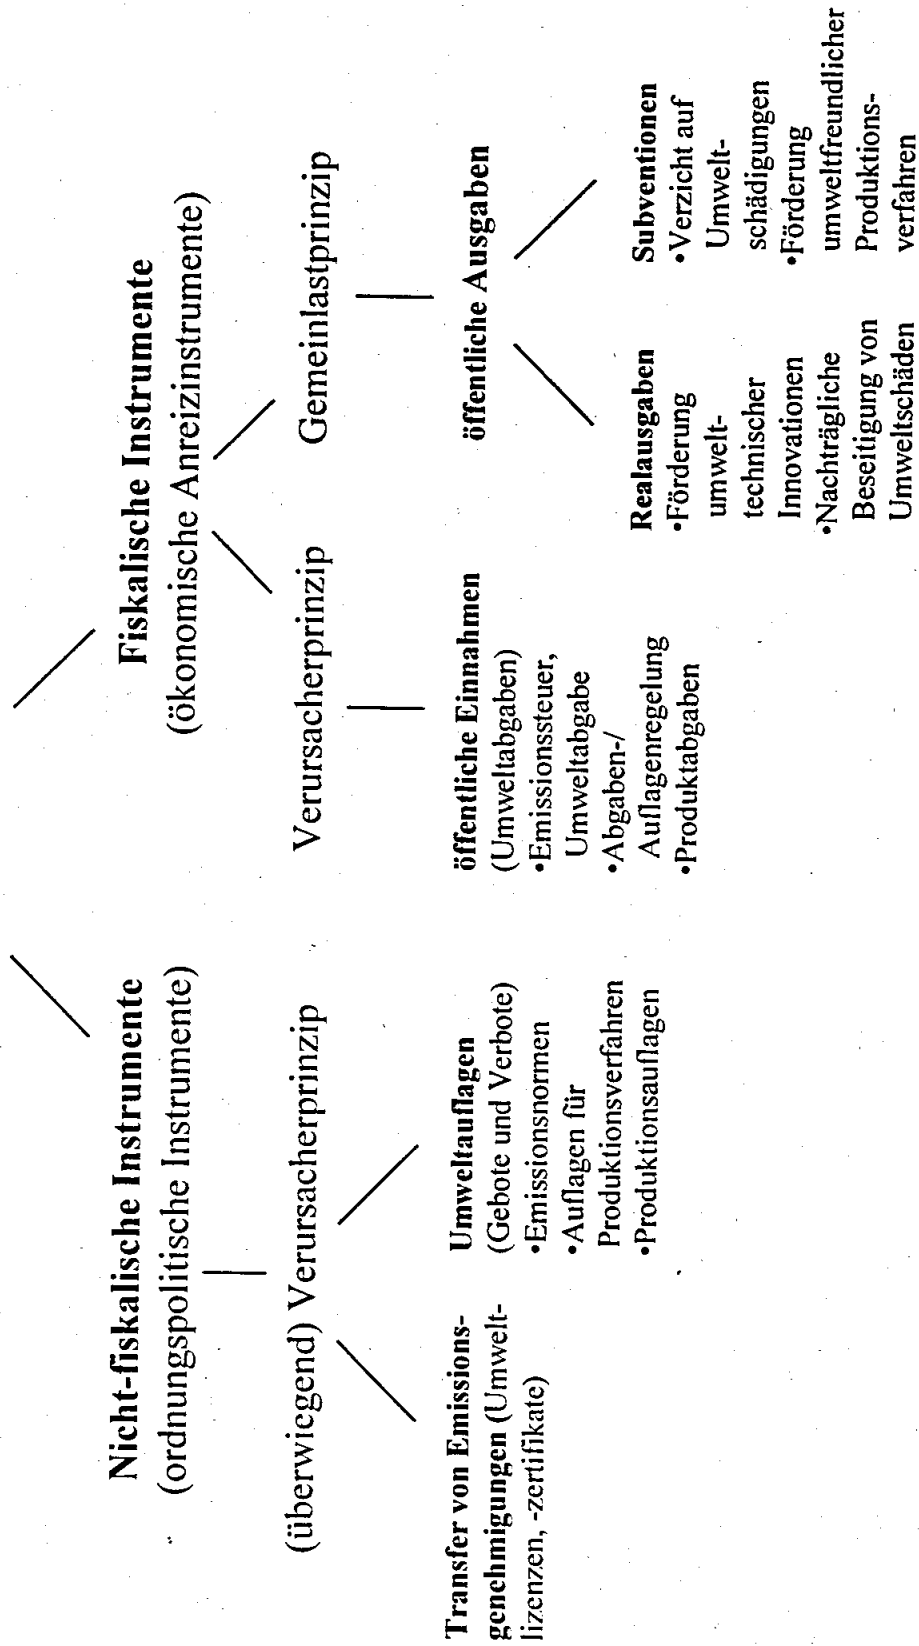 Nicht-fiskalische Instrumente
(ordnungspolitische Instrumente)
(überwiegend) Verursacherprinzip
Transfer von Emissions-
genehmigungen (Umwelt-
lizenzen, -zertifikate)
Umweltauflagen
(Gebote und Verbote)
•Emissionsnormen
•Auflagen für
Produktionsverfahren
•Produktionsauflagen
Fiskalische Instrumente
(ökonomische Anreizinstrumente)
Verursacherprinzip
Gemeinlastprinzip
öffentliche Einnahmen
(Umweltabgaben)
•Emissionssteuer,
Umweltabgabe
•Abgaben-/
Auflagenregelung
•Produktabgaben
öffentliche Ausgaben
Realausgaben
•Förderung
umwelt-
technischer
Innovationen
•Nachträgliche
Beseitigung von
Umweltschäden
Subventionen
•Verzicht auf
Umwelt-
schädigungen
•Förderung
umweltfreundlicher
Produktions-
verfahren